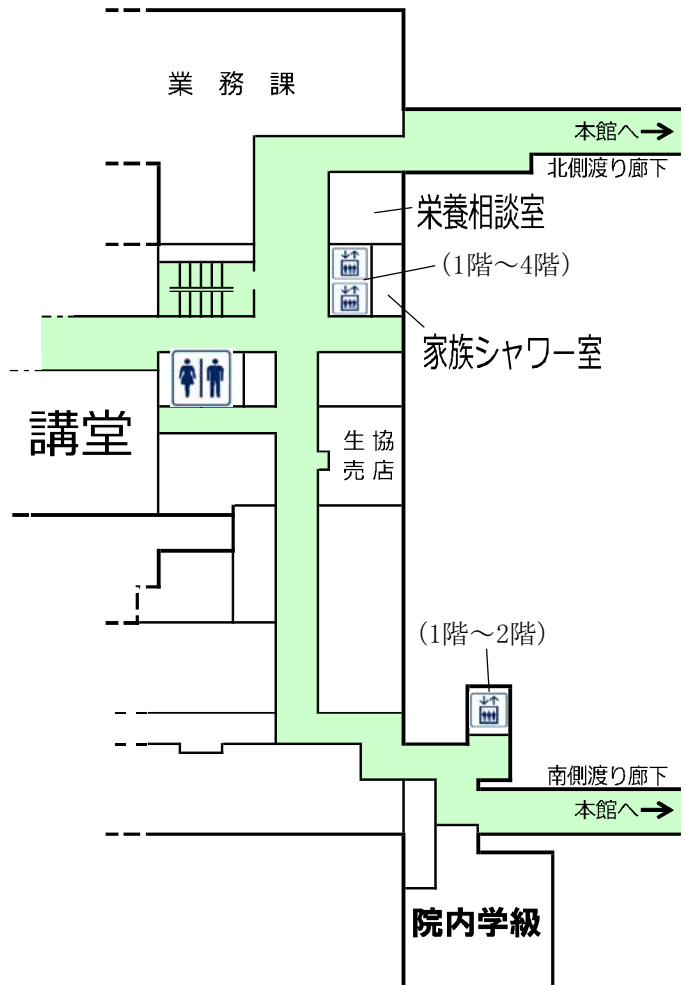 業務課
本館へ→
北側渡り廊下
栄養相談室
(1階～4階)
家族シャワー室
講堂
生協
売店
(1階～2階)
南側渡り廊下
本館へ→
院内学級